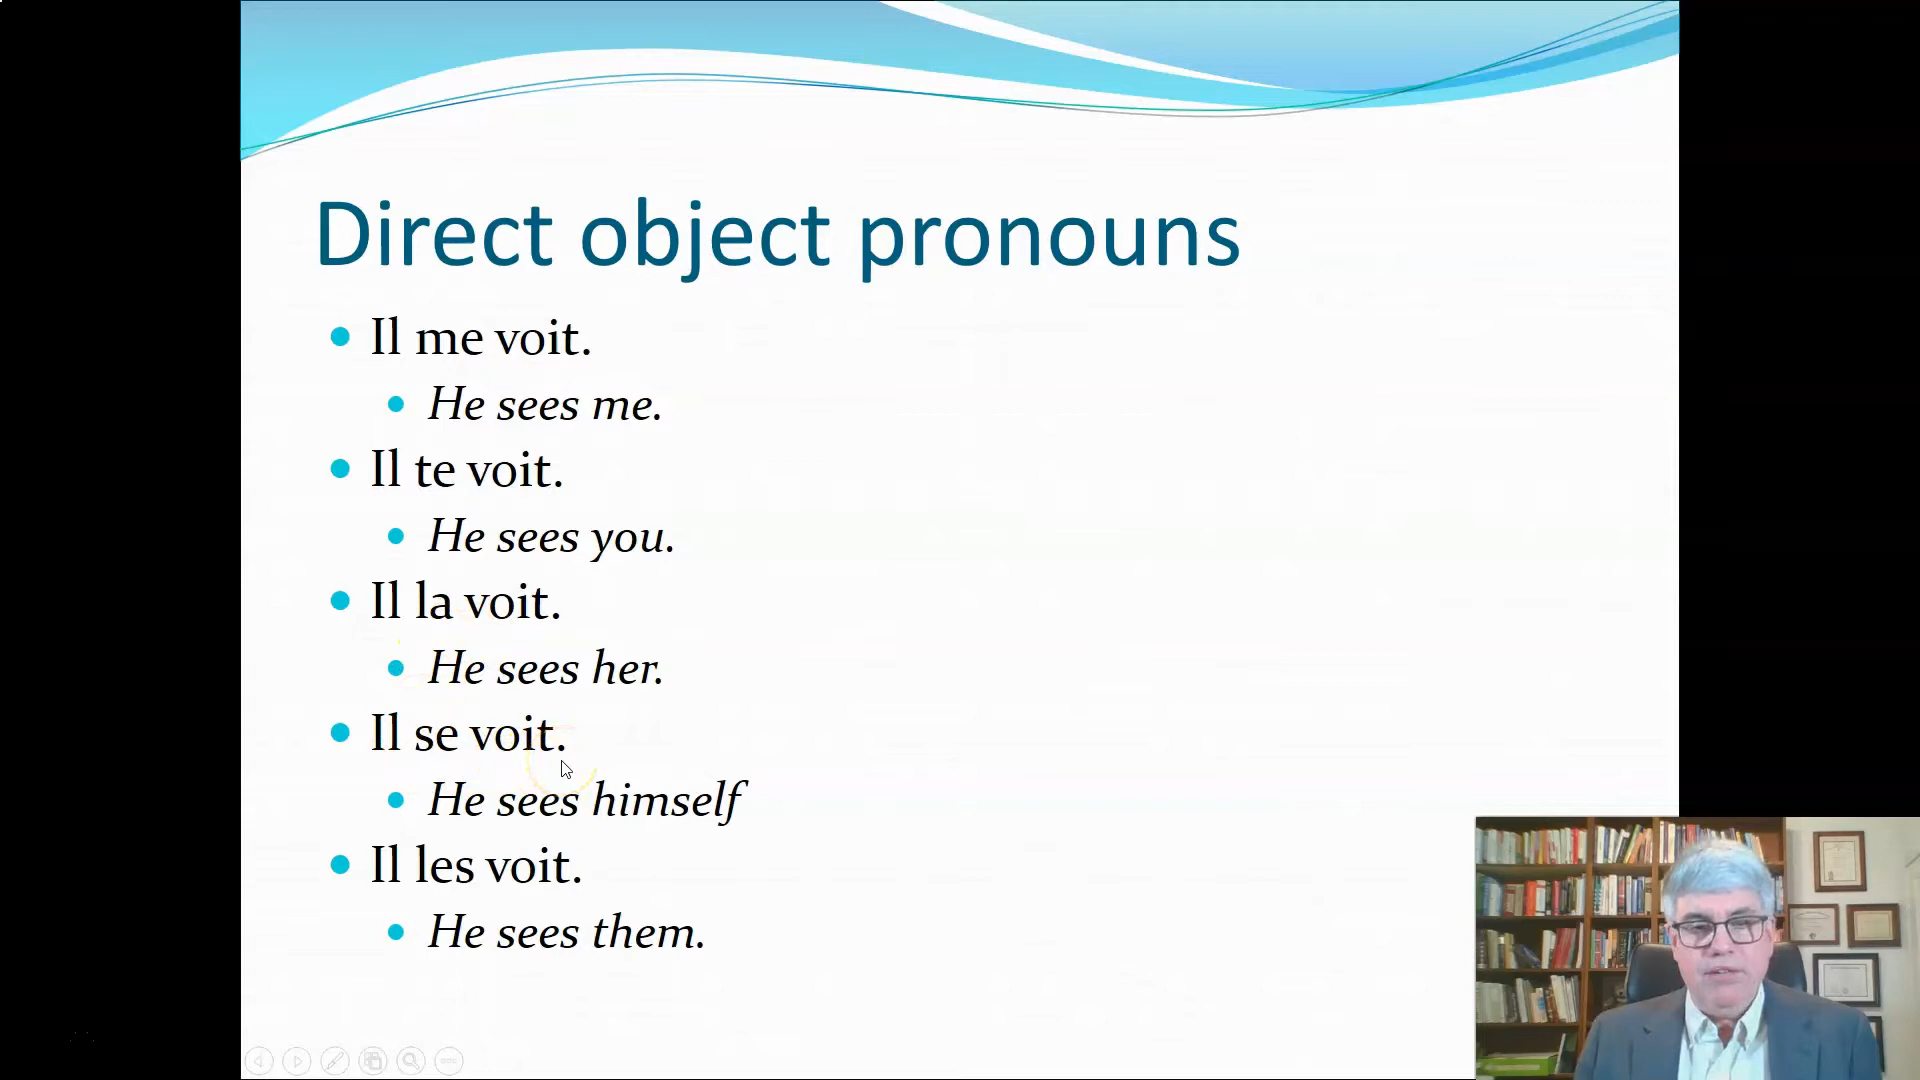 Direct object pronouns
Il me voit.
He sees me.
Il te voit.
He sees you.
Il la voit.
He sees her.
Il se voit.
He sees himself
Il les voit.
He sees them.